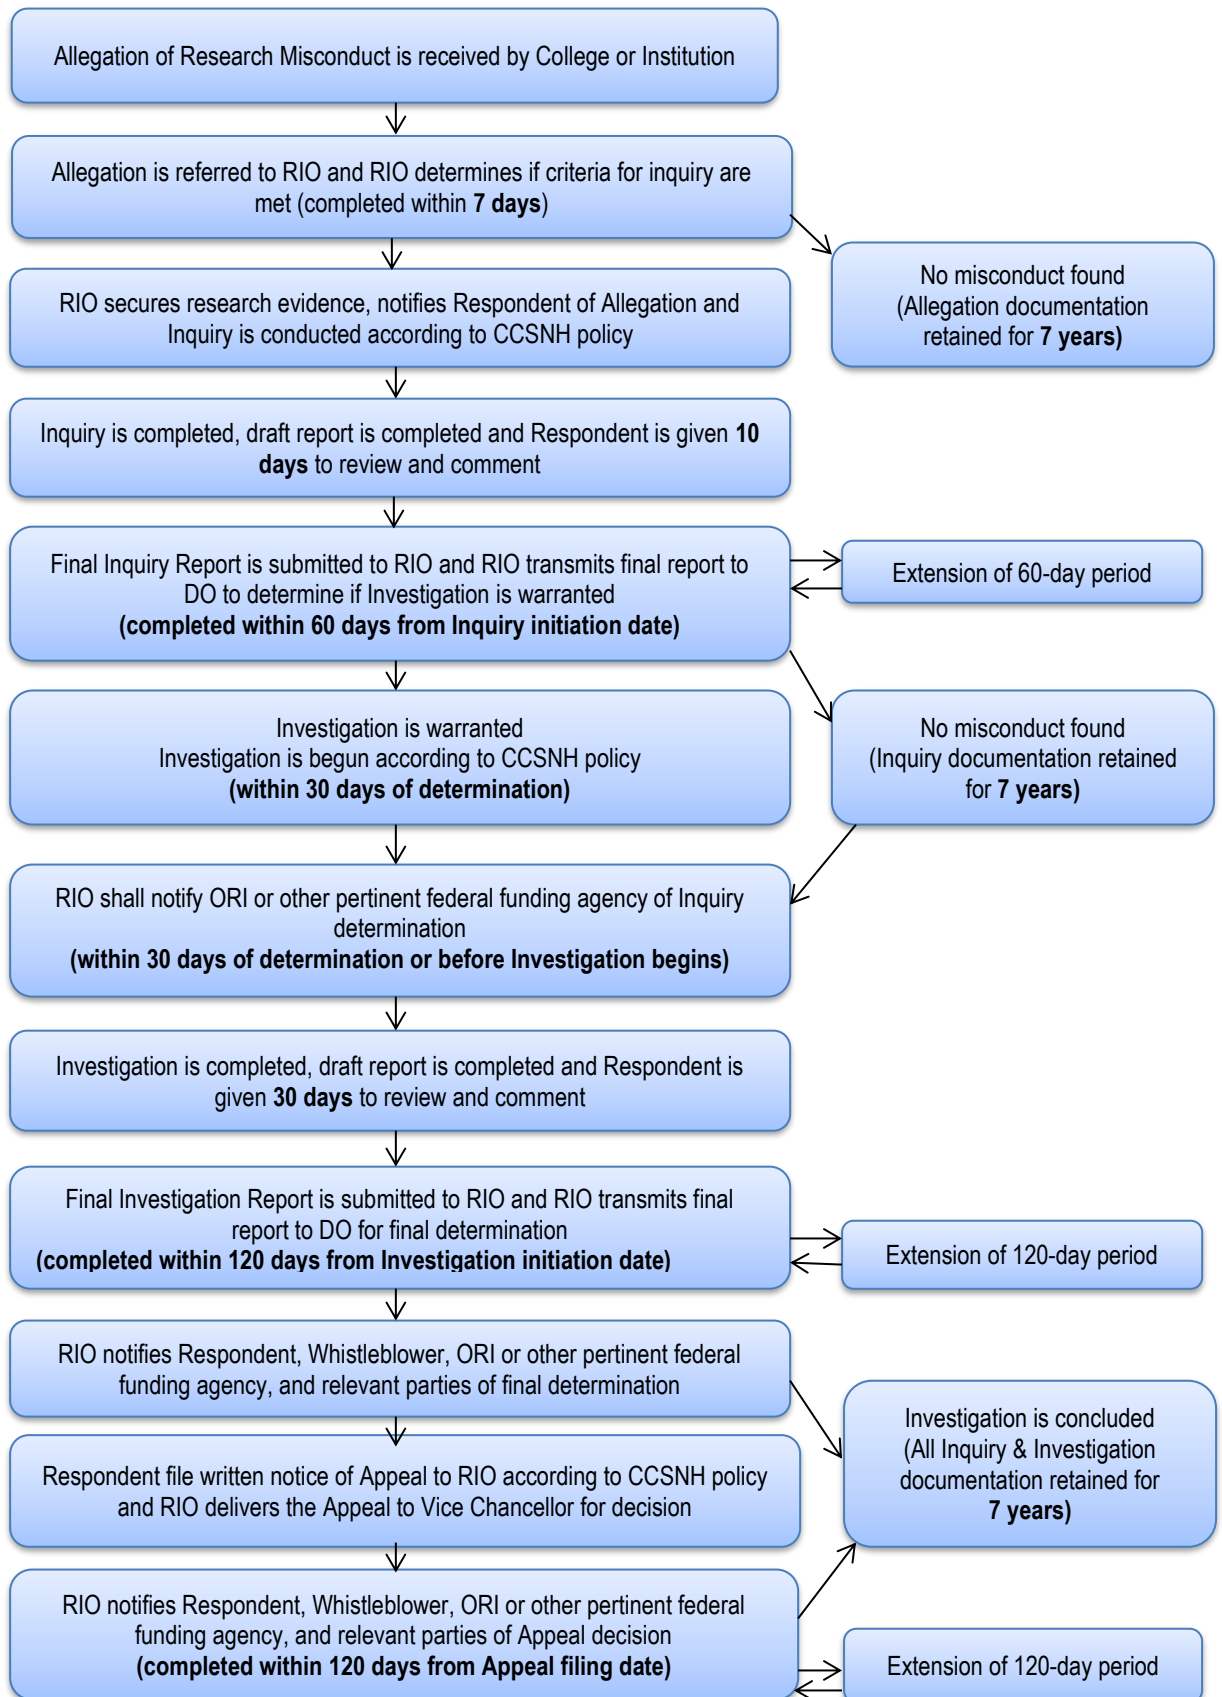 Allegation of Research Misconduct is received by College or Institution
Allegation is referred to RIO and RIO determines if criteria for inquiry are
met (completed within 7 days)
No misconduct found
(Allegation documentation
retained for 7 years)
RIO secures research evidence, notifies Respondent of Allegation and
Inquiry is conducted according to CCSNH policy
Inquiry is completed, draft report is completed and Respondent is given 10
days to review and comment
Final Inquiry Report is submitted to RIO and RIO transmits final report to
DO to determine if Investigation is warranted
(completed within 60 days from Inquiry initiation date)
Extension of 60-day period
Investigation is warranted
Investigation is begun according to CCSNH policy
(within 30 days of determination)
No misconduct found
(Inquiry documentation retained
for 7 years)
RIO shall notify ORI or other pertinent federal funding agency of Inquiry
determination
(within 30 days of determination or before Investigation begins)
Investigation is completed, draft report is completed and Respondent is
given 30 days to review and comment
Final Investigation Report is submitted to RIO and RIO transmits final
report to DO for final determination
(completed within 120 days from Investigation initiation date)
Extension of 120-day period
RIO notifies Respondent, Whistleblower, ORI or other pertinent federal
funding agency, and relevant parties of final determination
Investigation is concluded
(All Inquiry & Investigation
documentation retained for
7 years)
Respondent file written notice of Appeal to RIO according to CCSNH policy
and RIO delivers the Appeal to Vice Chancellor for decision
RIO notifies Respondent, Whistleblower, ORI or other pertinent federal
funding agency, and relevant parties of Appeal decision
(completed within 120 days from Appeal filing date)
Extension of 120-day period